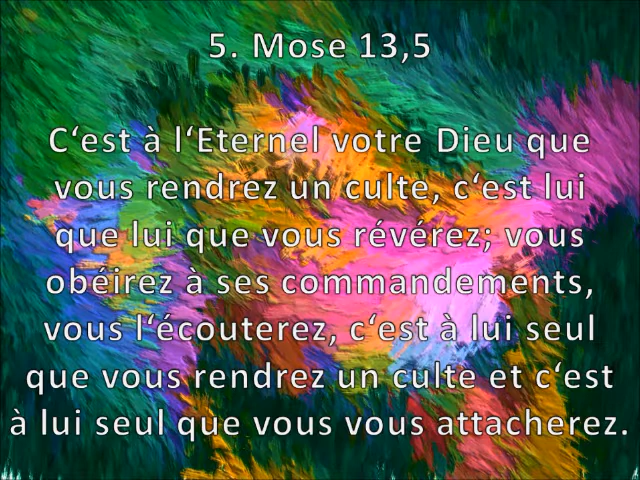 5. Mose 13,5
C‘est à l‘Eternel votre Dieu que
vous rendrez un culte, c‘est lui
que lui que vous révérez; vous
obéirez à ses commandements,
vous l‘écouterez, c‘est à lui seul
que vous rendrez un culte et c‘est
à lui seul que vous vous attacherez.